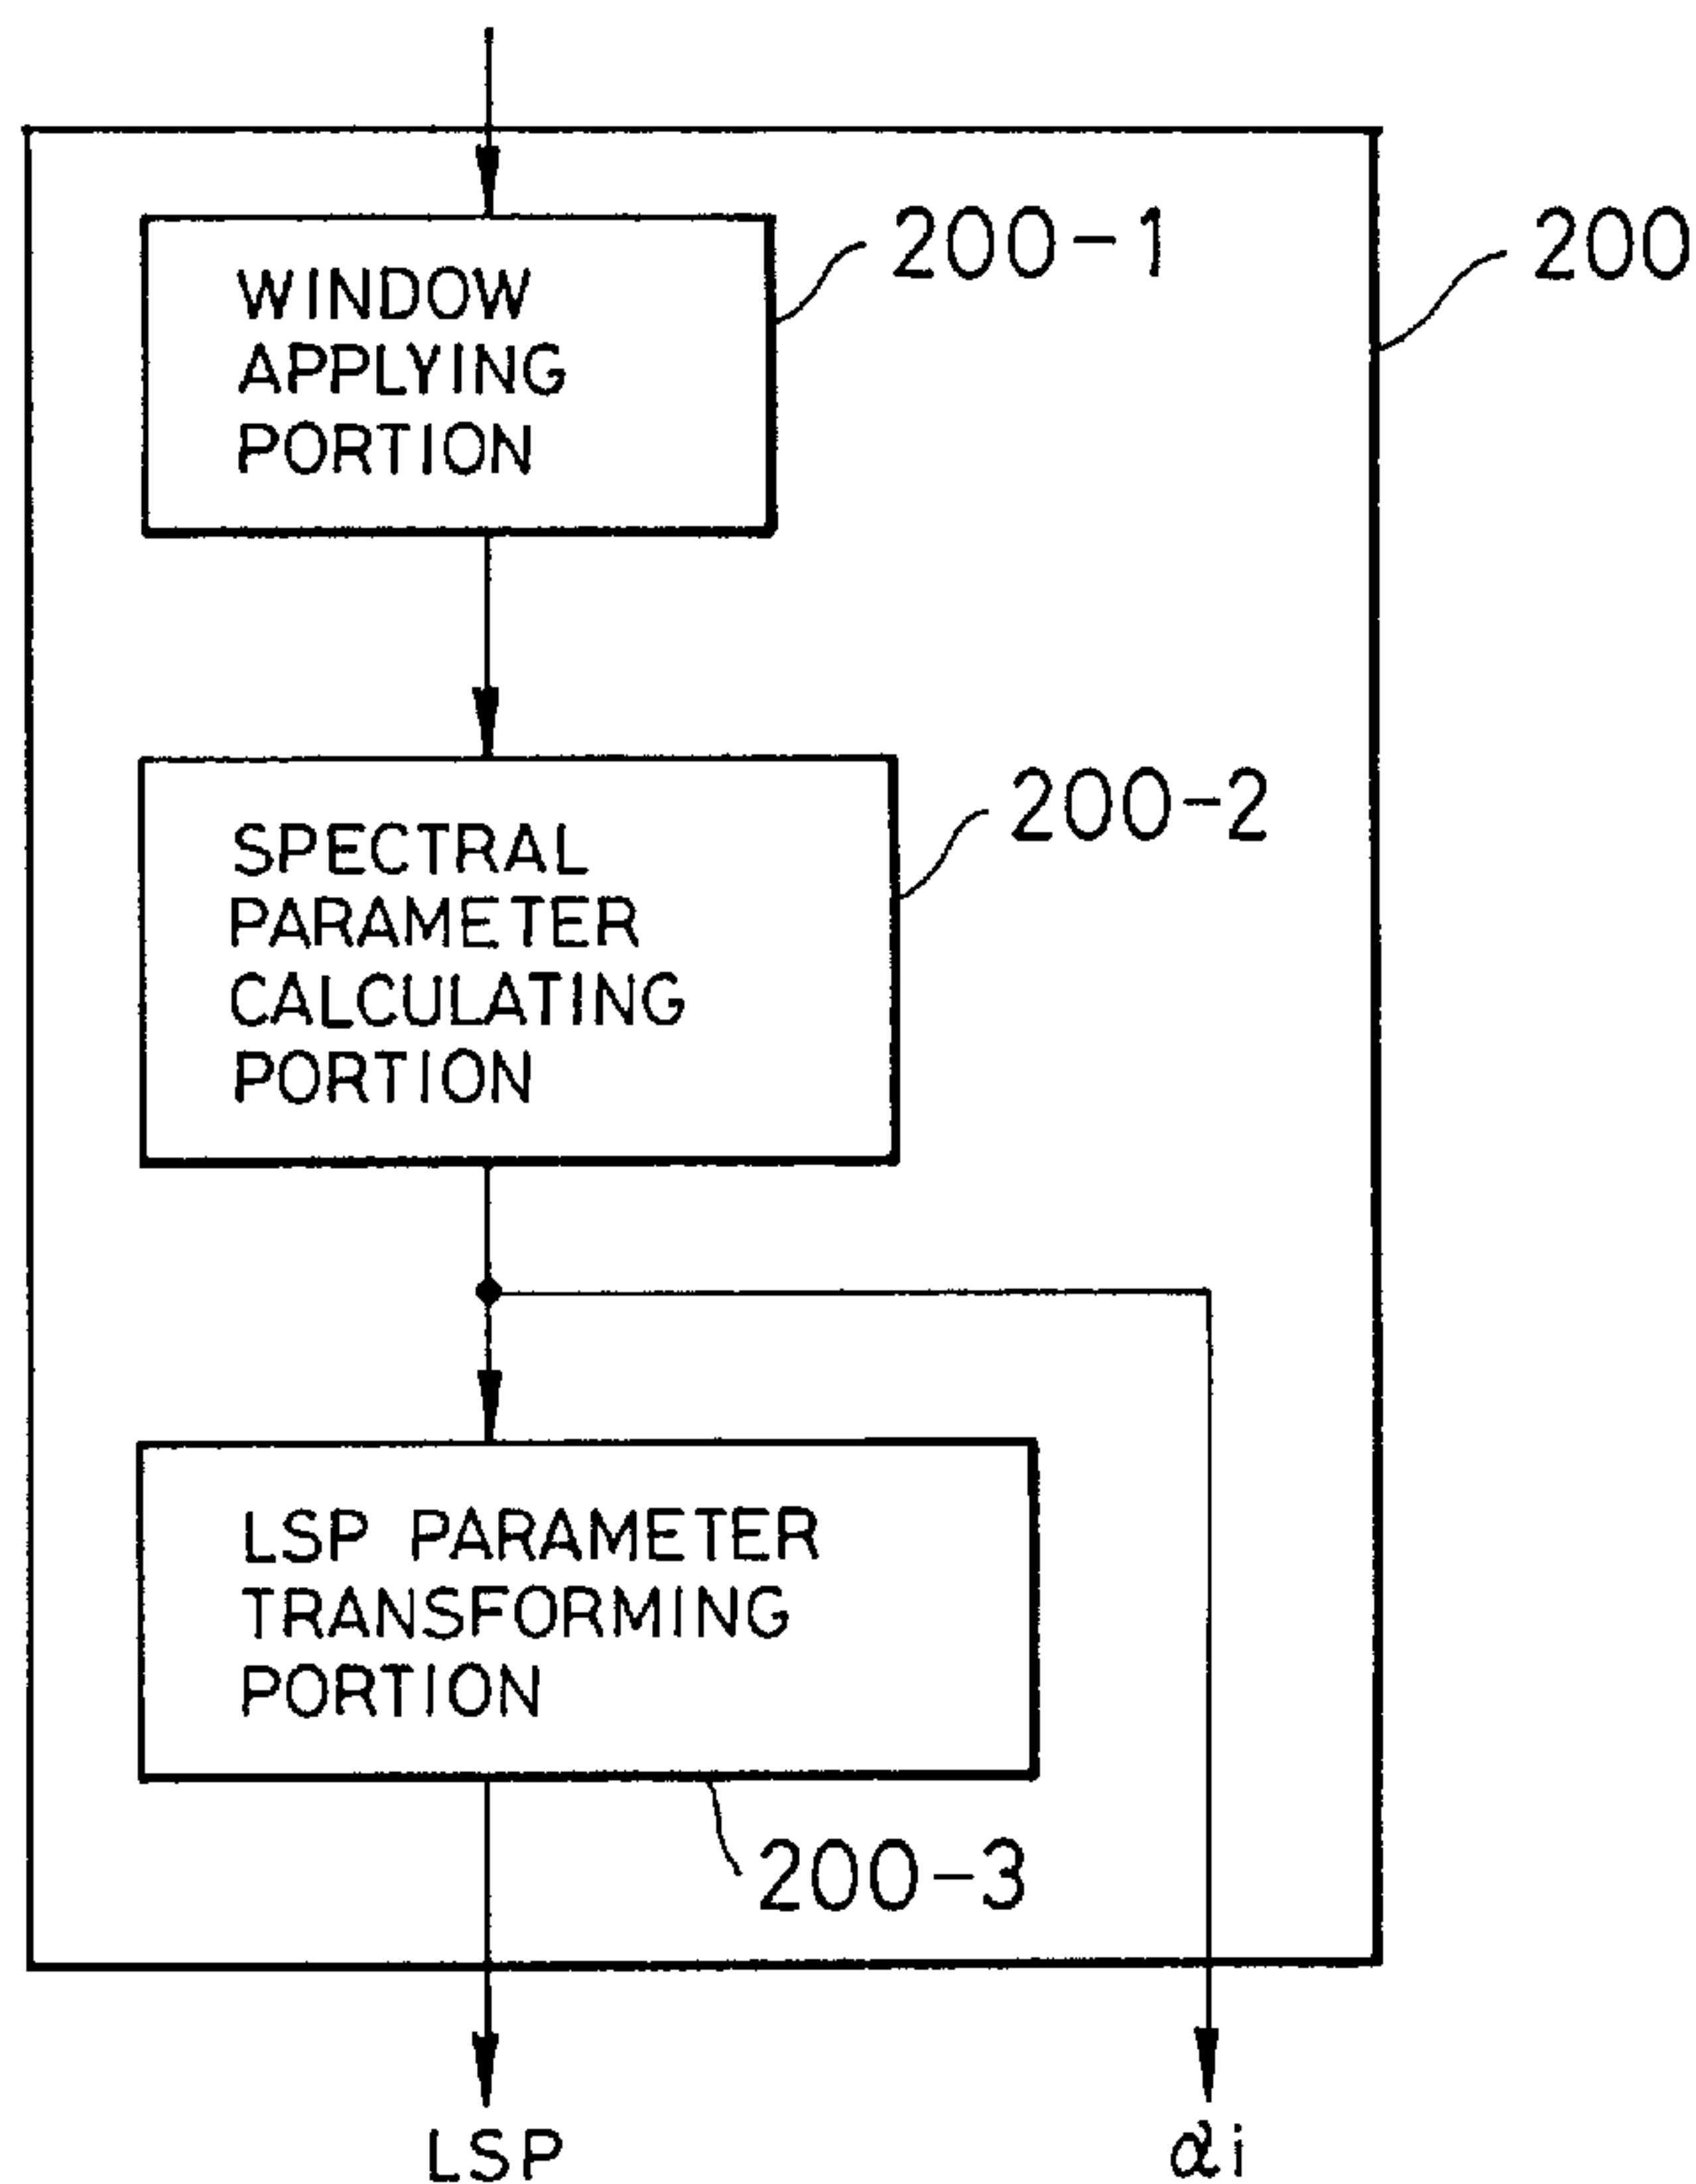 200-1
200
WINDOW
APPLYING
PORTION
200-2
SPECTRAL
PARAMETER
CALCULATING
PORTION
LSP PARAMETER
TRANSFORMING
PORTION
200-3
LSP
αi